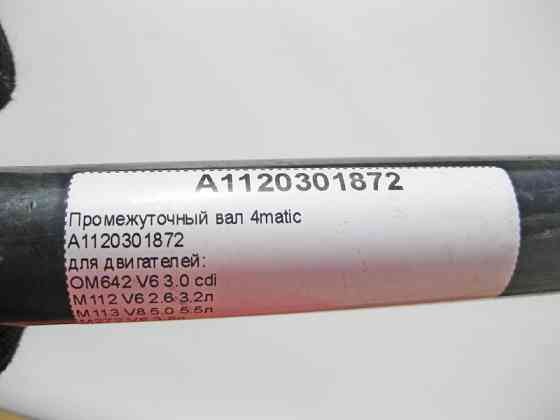 A1120301872
Промежуточный вал 4matic
A1120301872
для двигателей:
OM642 V6 3.0 cdi
M112 V6 2.6-3.2л
M113 V8 5.0-5.5л